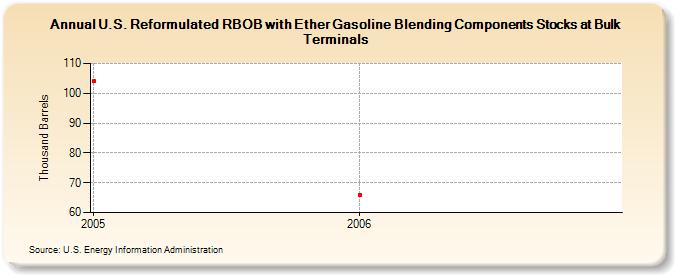 Annual U.S. Reformulated RBOB with Ether Gasoline Blending Components Stocks at Bulk
Terminals
Thousand Barrels
110
100
90
80
70
60
2005
2006
Source: U.S. Energy Information Administration